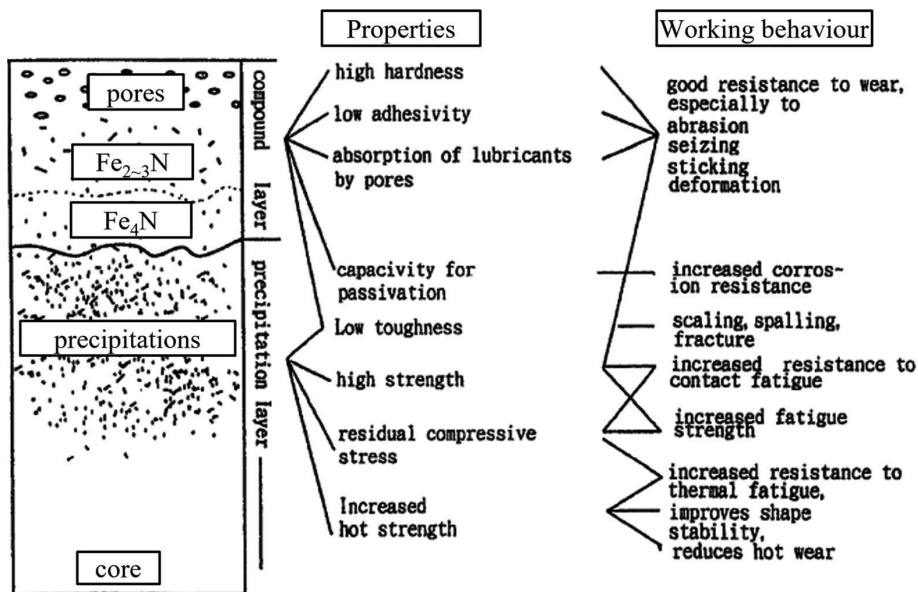 Properties
Working behaviour
pores
Fe2~3N
Fe4N
precipitations
core
compound
layer
precipitation layer
high hardness
low adhesivity
absorption of lubricants
by pores
capacivity for
passivation
Low toughness
high strength
residual compressive
stress
Increased
hot strength
good resistance to wear,
especially to
abrasion
seizing
sticking
deformation
increased corros-
ion resistance
scaling, spalling,
fracture
increased resistance to
contact fatigue
increased fatigue
strength
increased resistance to
thermal fatigue,
improves shape
stability,
reduces hot wear